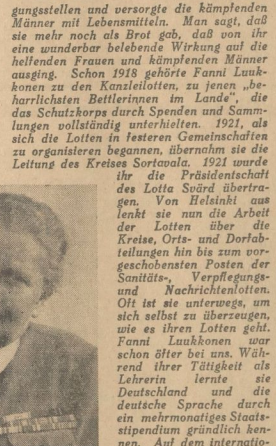 gungsstellen und versorgte die kämpfenden
Männer mit Lebensmitteln. Man sagt, daß
sie mehr noch als Brot gab, daß von ihr
eine wunderbar belebende Wirkung auf die
helfenden Frauen und kämpfenden Männer
ausging. Schon 1918 gehörte Fanni Luuk-
konen zu den Kanzleilotten, zu jenen „be-
harrlichsten Bettlerinnen im Lande“, die
das Schutzkorps durch Spenden und Samm-
lungen vollständig unterhielten. 1921, als
sich die Lotten in festeren Gemeinschaften
zu organisieren begannen, übernahm sie die
Leitung des Kreises Sortavala. 1921 wurde
ihr die Präsidentschaft
des Lotta Svärd übertra-
gen. Von Helsinki aus
lenkt sie nun die Arbeit
der Lotten über die
Kreise, Orts- und Dorfab-
teilungen hin bis zum vor-
geschobensten Posten der
Sanitäts-, Verpflegungs-
und Nachrichtenlotten.
Oft ist sie unterwegs, um
sich selbst zu überzeugen,
wie es ihren Lotten geht.
Fanni Luukkonen war
schon öfter bei uns. Wäh-
rend ihrer Tätigkeit als
Lehrerin lernte sie
Deutschland und die
deutsche Sprache durch
ein mehrmonatiges Staats-
stipendium gründlich ken-
nen. Auf dem internatio-